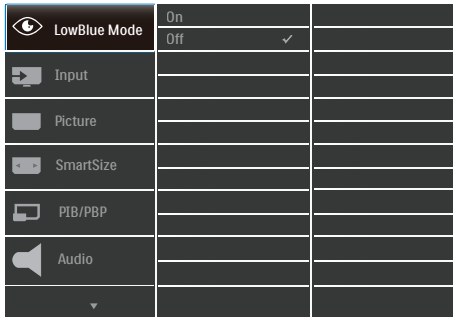 LowBlue Mode
On
Off
Input
Picture
SmartSize
PIB/PBP
Audio